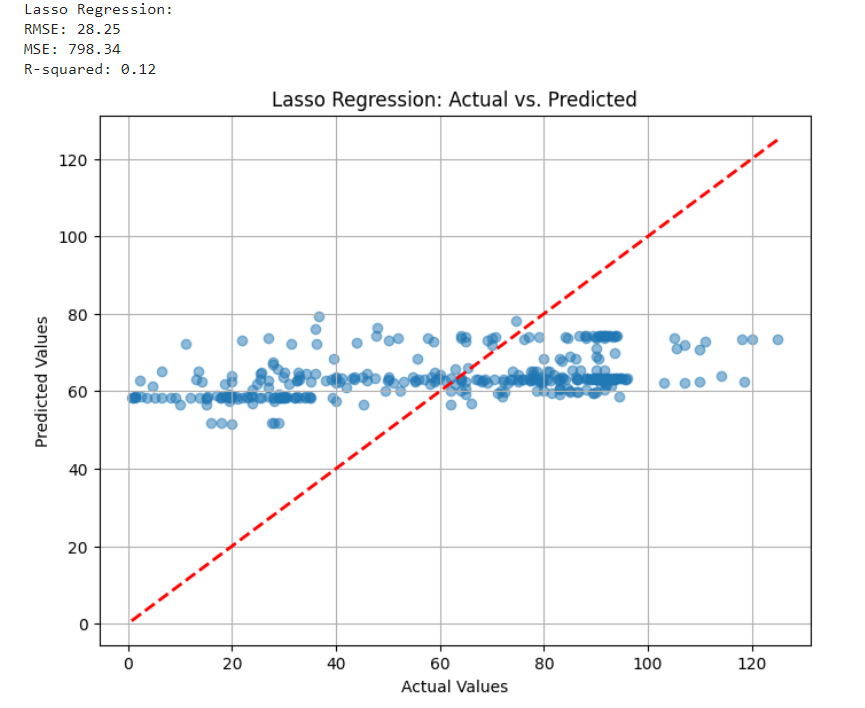 Lasso Regression:
RMSE: 28.25
MSE: 798.34
R-squared: 0.12
Lasso Regression: Actual vs. Predicted
120
100
80
60
40
20
0
Predicted Values
0 20 40 60 80 100 120
Actual Values